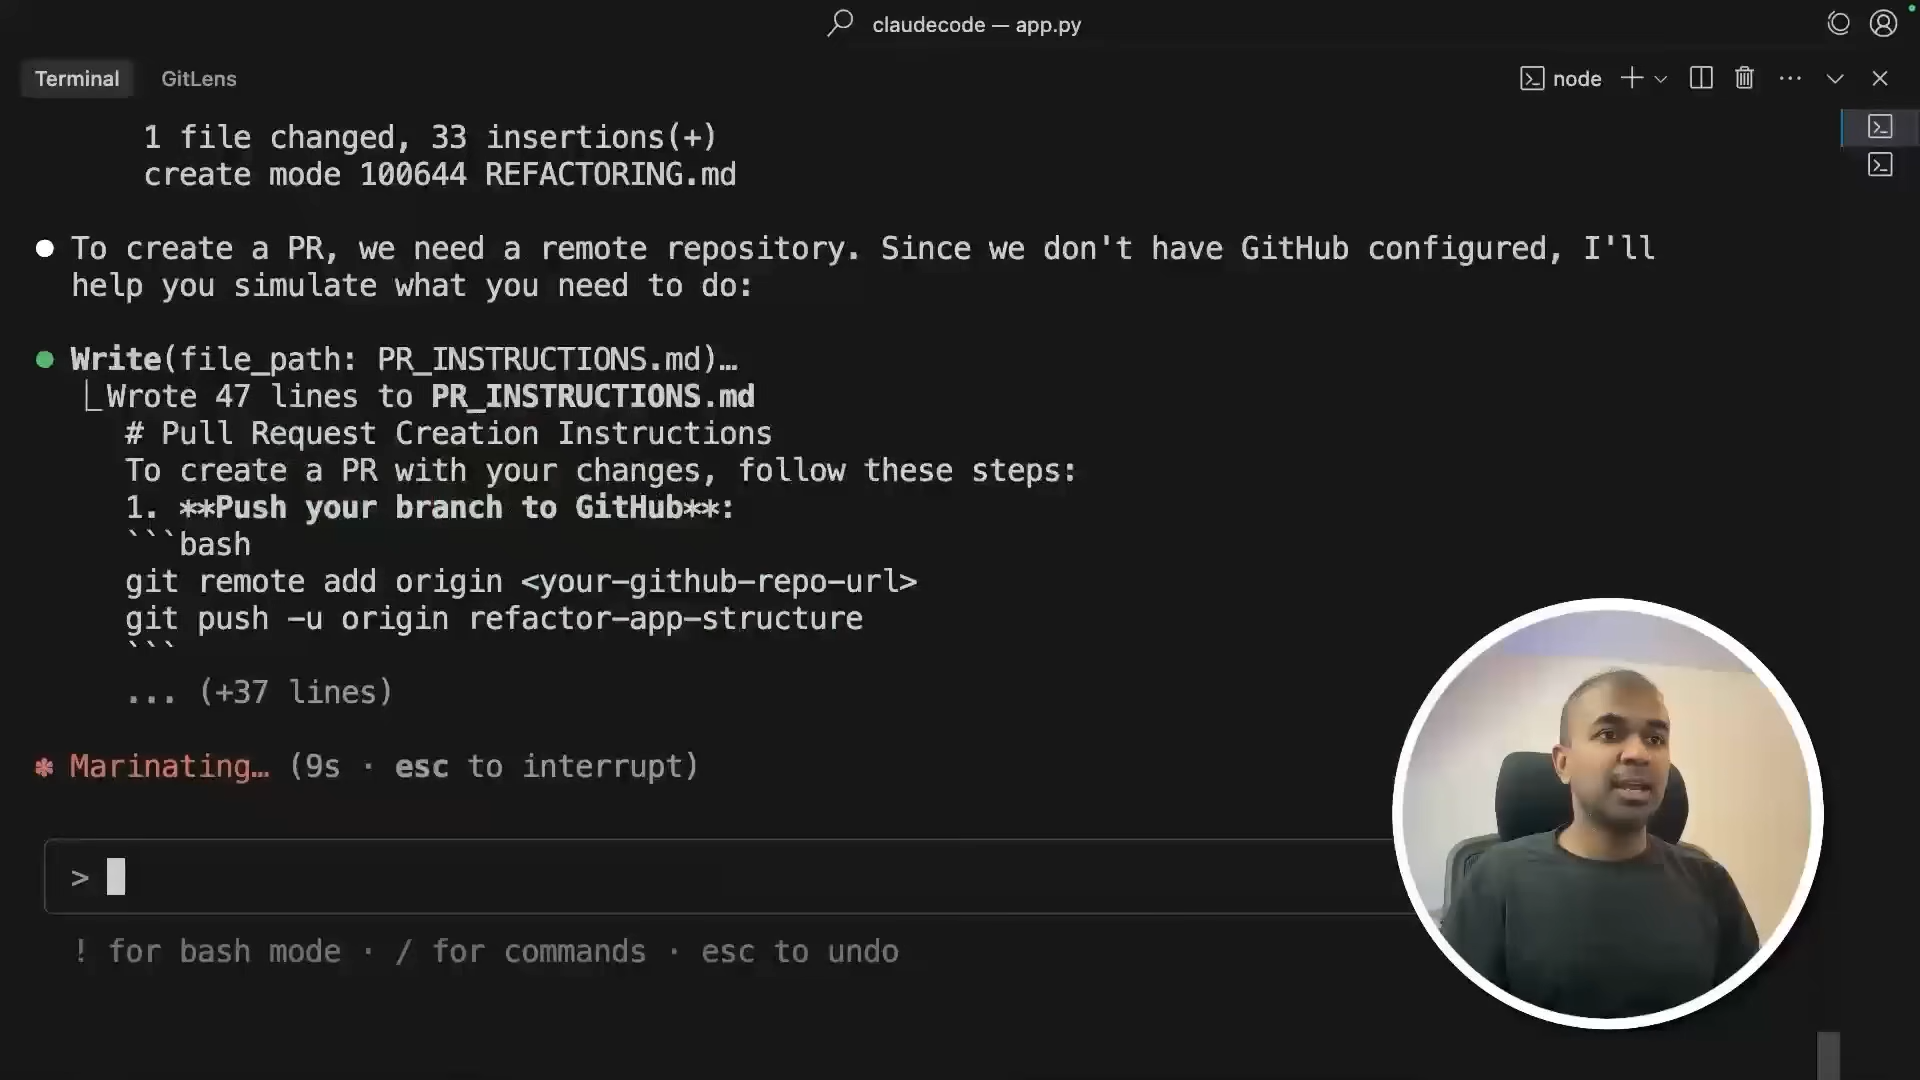 claudecode — app.py
Terminal GitLens node
1 file changed, 33 insertions(+)
create mode 100644 REFACTORING.md
To create a PR, we need a remote repository. Since we don't have GitHub configured, I'll
help you simulate what you need to do:
Write(file_path: PR_INSTRUCTIONS.md)…
Wrote 47 lines to PR_INSTRUCTIONS.md
# Pull Request Creation Instructions
To create a PR with your changes, follow these steps:
1. **Push your branch to GitHub**:
```bash
git remote add origin <your-github-repo-url>
git push -u origin refactor-app-structure
```
... (+37 lines)
✽ Marinating… (9s · esc to interrupt)
>
! for bash mode · / for commands · esc to undo